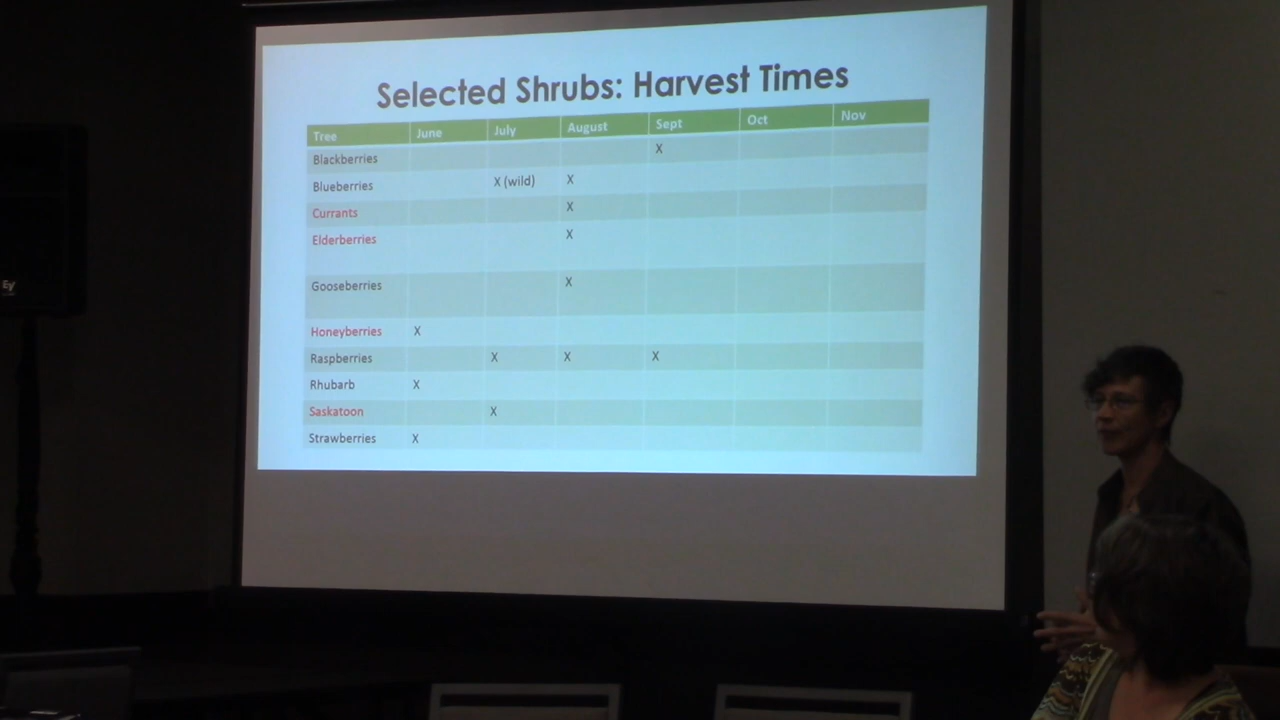 Selected Shrubs: Harvest Times
Tree June July August Sept Oct Nov
Blackberries X
Blueberries X (wild) X
Currants X
Elderberries X
Gooseberries X
Honeyberries X
Raspberries X X X
Rhubarb X
Saskatoon X
Strawberries X
EV